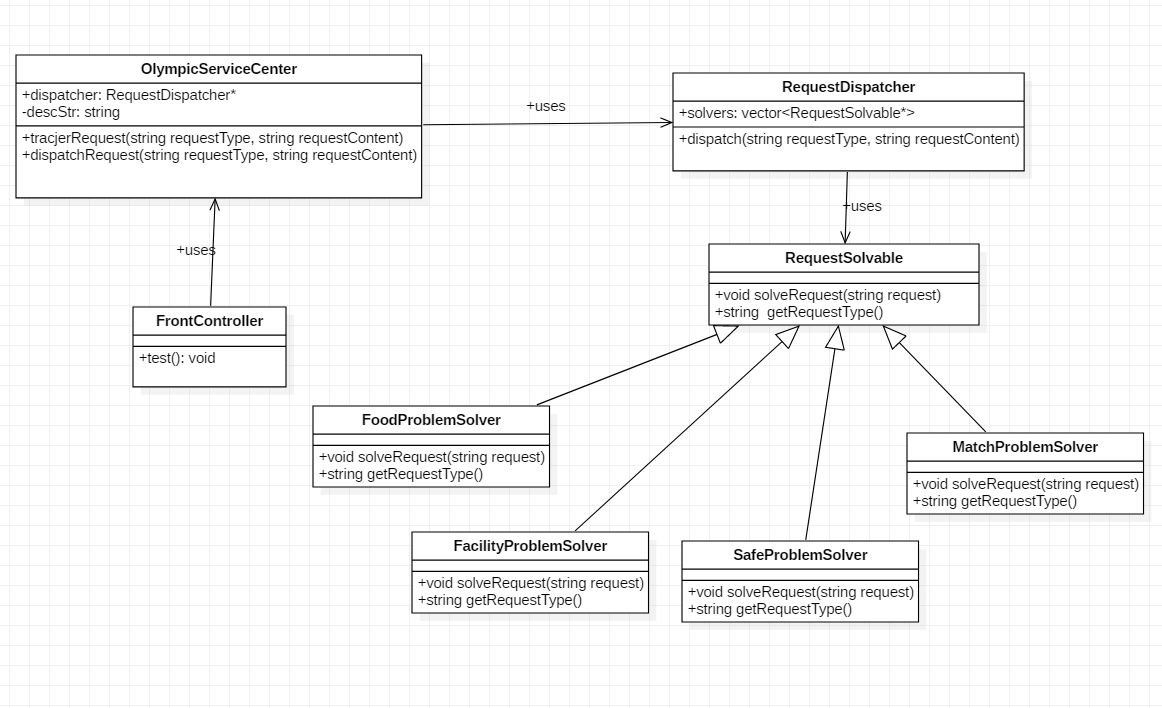 OlympicServiceCenter
+dispatcher: RequestDispatcher*
-descStr: string
+tracjerRequest(string requestType, string requestContent)
+dispatchRequest(string requestType, string requestContent)
+uses
RequestDispatcher
+solvers: vector<RequestSolvable*>
+dispatch(string requestType, string requestContent)
+uses
+uses
RequestSolvable
+void solveRequest(string request)
+string  getRequestType()
FrontController
+test(): void
FoodProblemSolver
+void solveRequest(string request)
+string getRequestType()
MatchProblemSolver
+void solveRequest(string request)
+string getRequestType()
FacilityProblemSolver
+void solveRequest(string request)
+string getRequestType()
SafeProblemSolver
+void solveRequest(string request)
+string getRequestType()